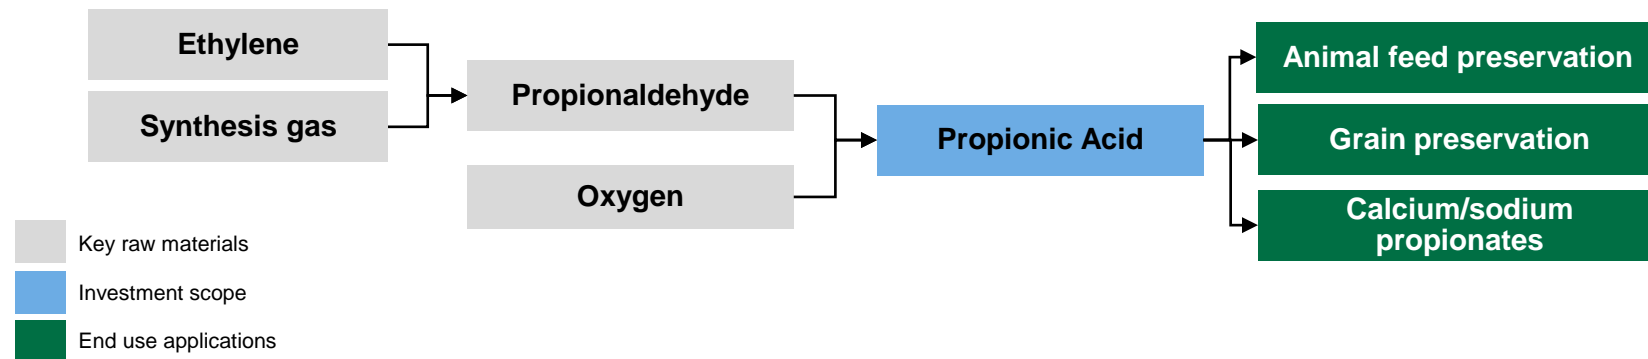 Ethylene
Synthesis gas
Propionaldehyde
Oxygen
Propionic Acid
Animal feed preservation
Grain preservation
Calcium/sodium
propionates
Key raw materials
Investment scope
End use applications